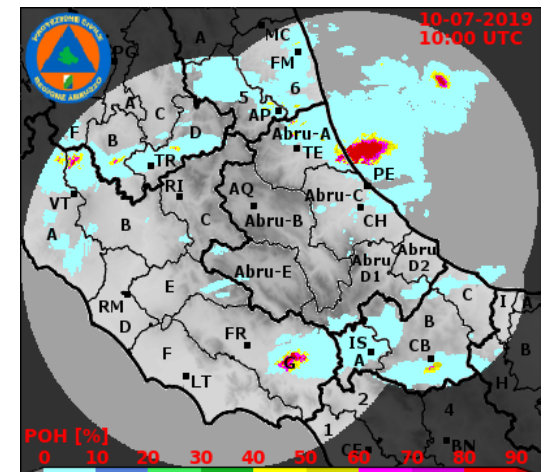 10-07-2019
10:00 UTC
PROTEZIONE CIVILE
REGIONE ABRUZZO
MC
A
PG
FM
6
5
A
C
AP
F
B
D
Abru-A
TE
TR
PE
RI
AQ
Abru-C
VT
CH
B
C
Abru-B
A
Abru
D1
Abru
D2
Abru-E
E
C
I
A
RM
D
B
FR
IS
A
CB
B
F
G
LT
H
2
1
4
CE
BN
POH [%]
0 10 20 30 40 50 60 70 80 90